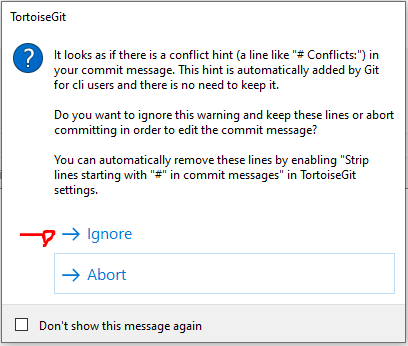 TortoiseGit
It looks as if there is a conflict hint (a line like "# Conflicts:") in
your commit message. This hint is automatically added by Git
for cli users and there is no need to keep it.
Do you want to ignore this warning and keep these lines or abort
committing in order to edit the commit message?
You can automatically remove these lines by enabling "Strip
lines starting with "#" in commit messages" in TortoiseGit
settings.
Ignore
Abort
Don't show this message again